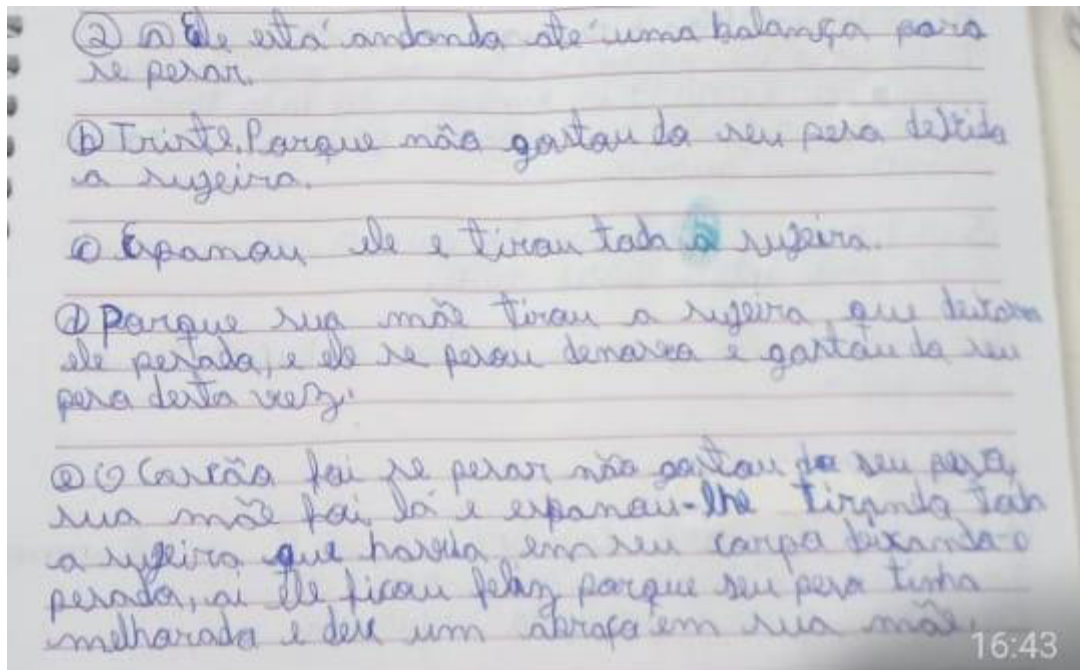 ② ⓐ Ele está andando até uma balança para
se pesar.
ⓑ Triste. Porque não gostou do seu peso devido
a sujeira.
ⓒ Espanou ele e tirou toda a sujeira.
ⓓ Porque sua mãe tirou a sujeira que deixava
ele pesado, e ele se pesou denovo e gostou do seu
peso desta vez.
ⓔ O Cascão foi se pesar não gostou do seu peso,
sua mãe foi lá e espanou-lhe tirando toda
a sujeira que havia em seu corpo deixando-o
pesado, aí ele ficou feliz porque seu peso tinha
melhorado e deu um abraço em sua mãe.
16:43